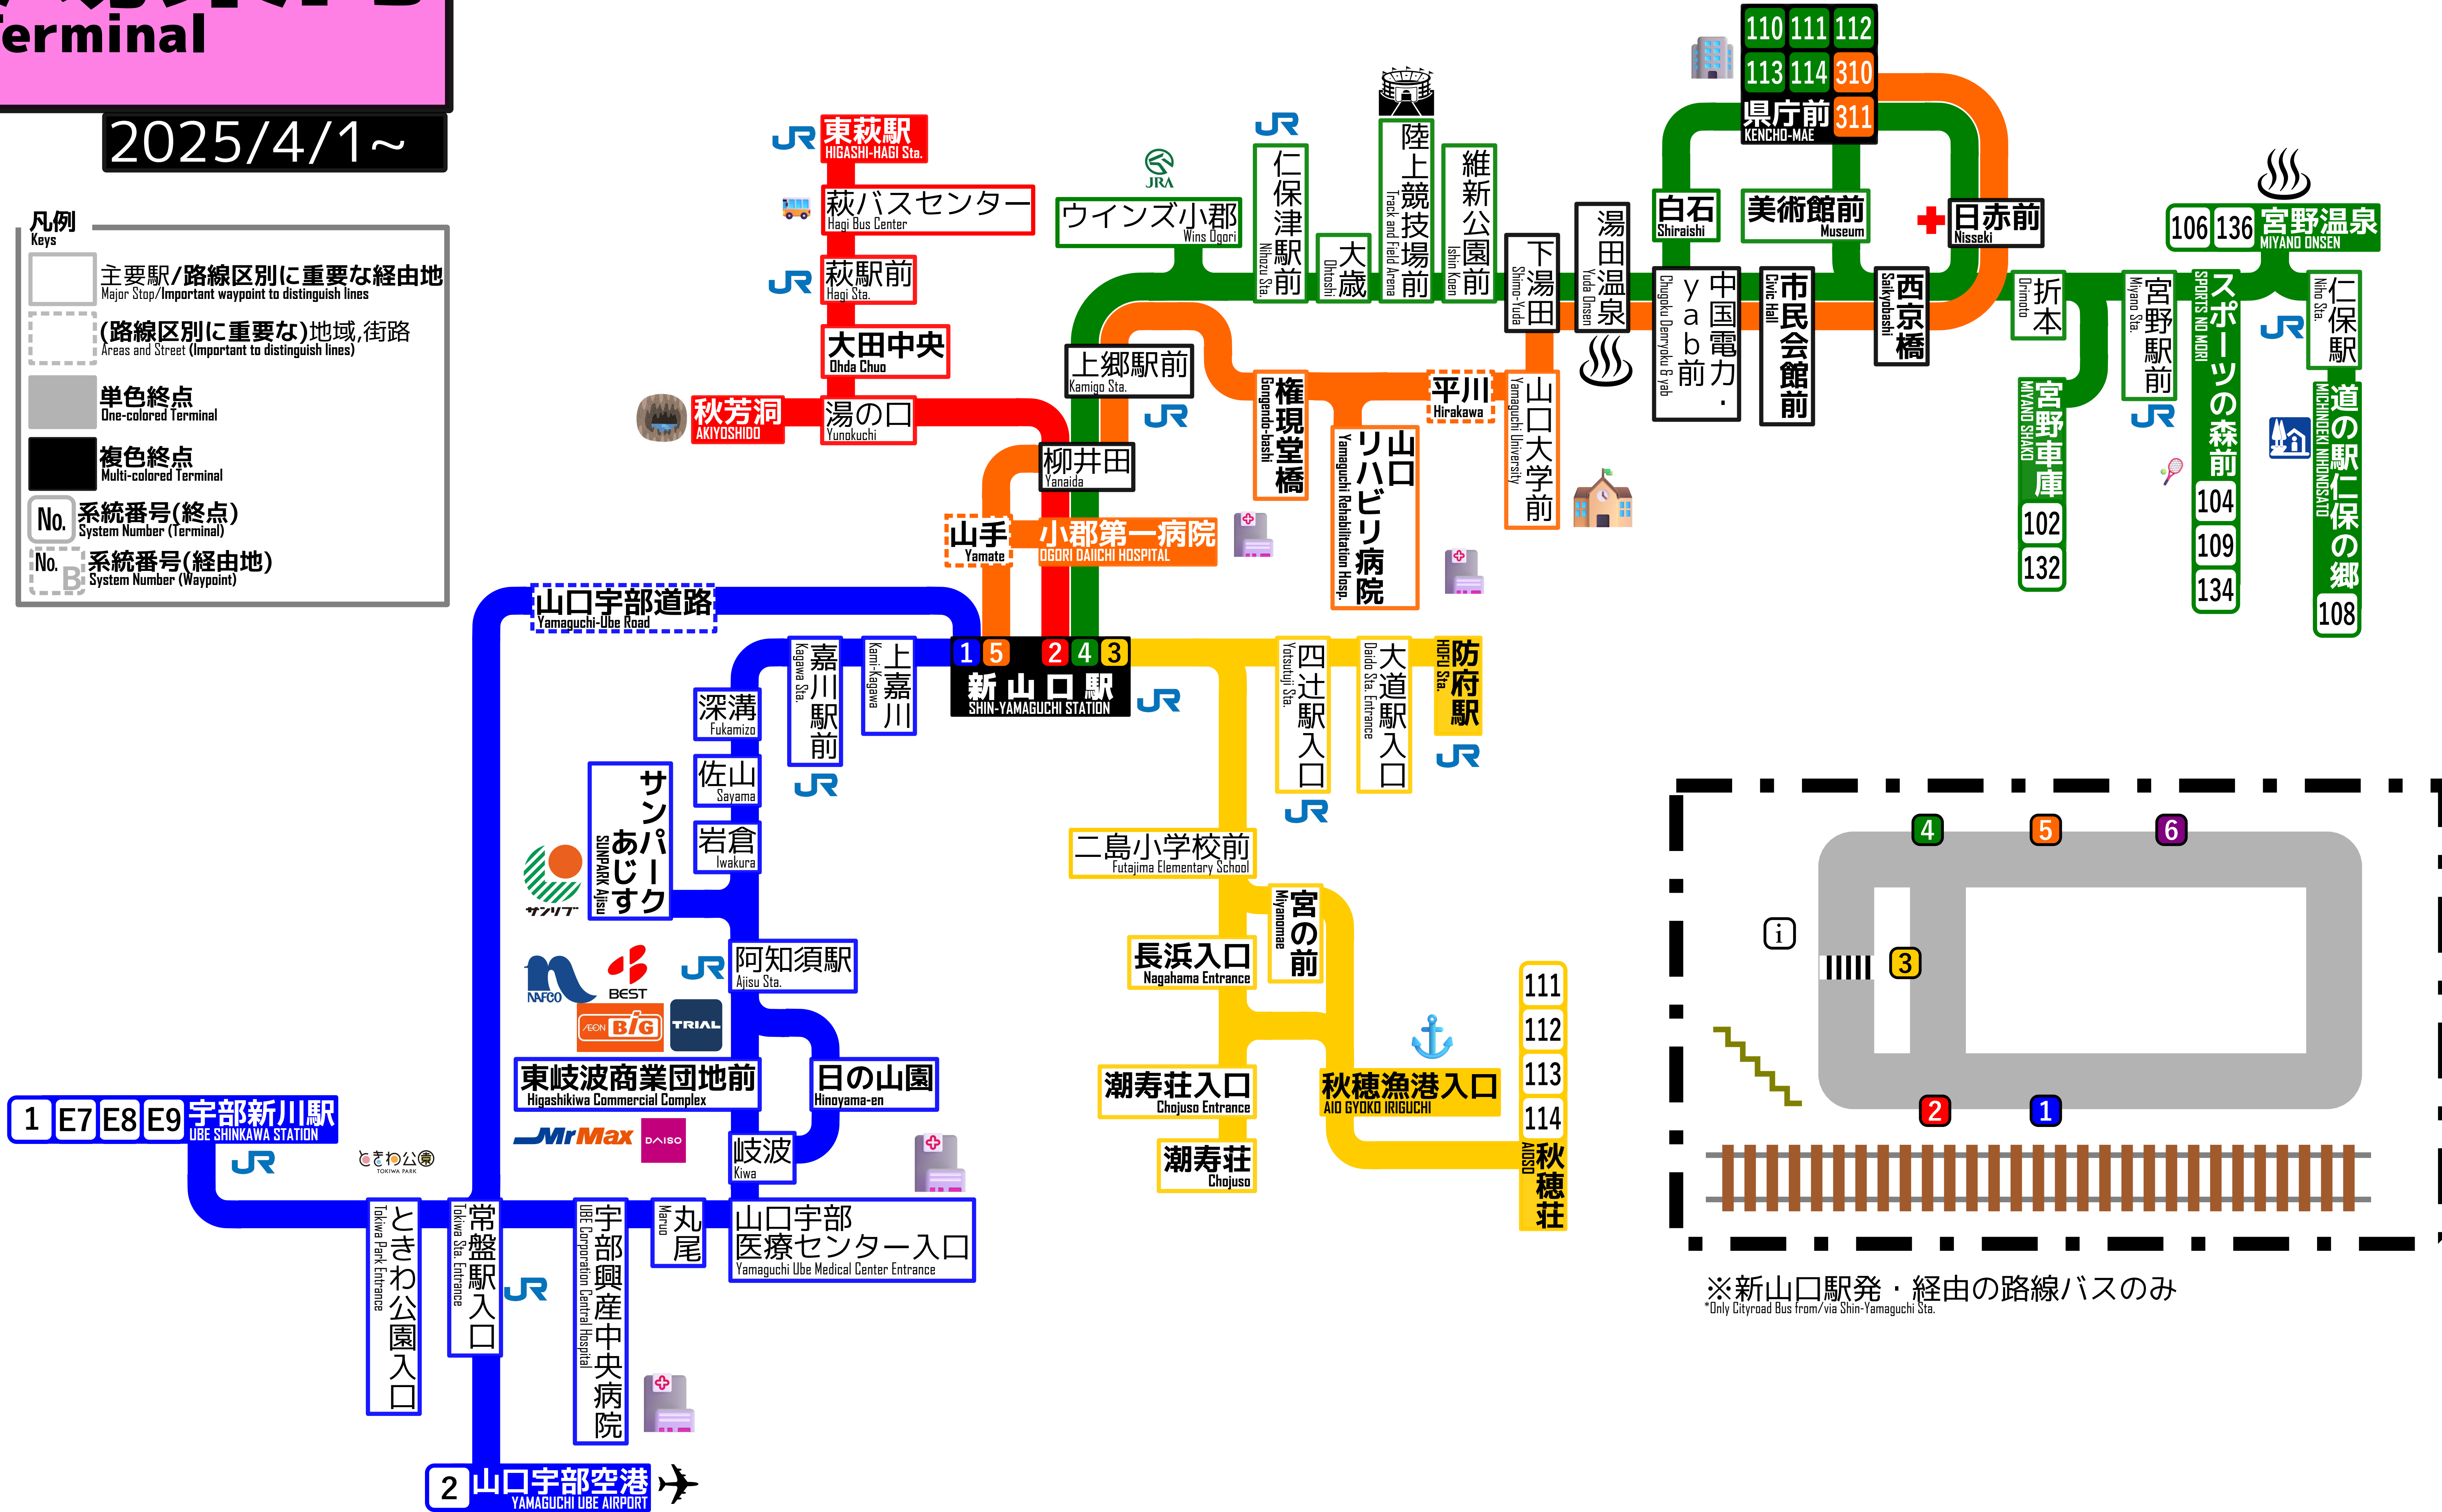 Terminal
2025/4/1~
凡例
Keys
主要駅/路線区別に重要な経由地
Major Stop/Important waypoint to distinguish lines
(路線区別に重要な)地域,街路
Areas and Street (Important to distinguish lines)
単色終点
One-colored Terminal
複色終点
Multi-colored Terminal
No.
系統番号(終点)
System Number (Terminal)
No. B
系統番号(経由地)
System Number (Waypoint)
JR
東萩駅
HIGASHI-HAGI Sta.
萩バスセンター
Hagi Bus Center
JR
萩駅前
Hagi Sta.
大田中央
Ohda Chuo
秋芳洞
AKIYOSHIDO
湯の口
Yunokuchi
JRA
ウインズ小郡
Wins Ogori
JR
仁保津駅前
Nihozu Sta.
大歳
Ohtoshi
陸上競技場前
Track and Field Arena
維新公園前
Ishin Koen
下湯田
Shimo-Yuda
湯田温泉
Yuda Onsen
白石
Shiraishi
110 111 112
113 114 310
県庁前 311
KENCHO-MAE
美術館前
Museum
日赤前
Nisseki
中国電力・
yab前
Chugoku Denryoku & yab
市民会館前
Civic Hall
西京橋
Saikyobashi
折本
Orimoto
宮野車庫
MIYANO SHAKO
102
132
宮野駅前
Miyano Sta.
JR
スポーツの森前
SPORTS NO MORI
104
109
134
106 136 宮野温泉
MIYANO ONSEN
JR
仁保駅
Niho Sta.
道の駅仁保の郷
MICHINOEKI NIHONOSATO
108
上郷駅前
Kamigo Sta.
JR
柳井田
Yanaida
権現堂橋
Gongendo-bashi
山口
リハビリ病院
Yamaguchi Rehabilitation Hosp.
平川
Hirakawa
山口大学前
Yamaguchi University
山手
Yamate
小郡第一病院
OGORI DAIICHI HOSPITAL
山口宇部道路
Yamaguchi-Ube Road
1 5 2 4 3
新山口駅
SHIN-YAMAGUCHI STATION
JR
上嘉川
Kami-Kagawa
嘉川駅前
Kagawa Sta.
JR
深溝
Fukamizo
佐山
Sayama
岩倉
Iwakura
サンパーク
あじす
SUNPARK Ajisu
サンリブ
JR
阿知須駅
Ajisu Sta.
NAFCO
BEST
ÆON BIG
TRIAL
東岐波商業団地前
Higashikiwa Commercial Complex
MrMax
DAISO
日の山園
Hinoyama-en
岐波
Kiwa
山口宇部
医療センター入口
Yamaguchi Ube Medical Center Entrance
丸尾
Maruo
宇部興産中央病院
UBE Corporation Central Hospital
常盤駅入口
Tokiwa Sta. Entrance
JR
ときわ公園
TOKIWA PARK
ときわ公園入口
Tokiwa Park Entrance
1 E7 E8 E9 宇部新川駅
UBE SHINKAWA STATION
JR
2 山口宇部空港
YAMAGUCHI UBE AIRPORT
四辻駅入口
Yotsutuji Sta.
JR
大道駅入口
Daido Sta. Entrance
防府駅
HOFU Sta.
JR
二島小学校前
Futajima Elementary School
宮の前
Miyanomae
長浜入口
Nagahama Entrance
潮寿荘入口
Chojuso Entrance
潮寿荘
Chojuso
秋穂漁港入口
AIO GYOKO IRIGUCHI
111
112
113
114
秋穂荘
AIOSO
4 5 6
i
3
2 1
※新山口駅発・経由の路線バスのみ
*Only Cityroad Bus from/via Shin-Yamaguchi Sta.